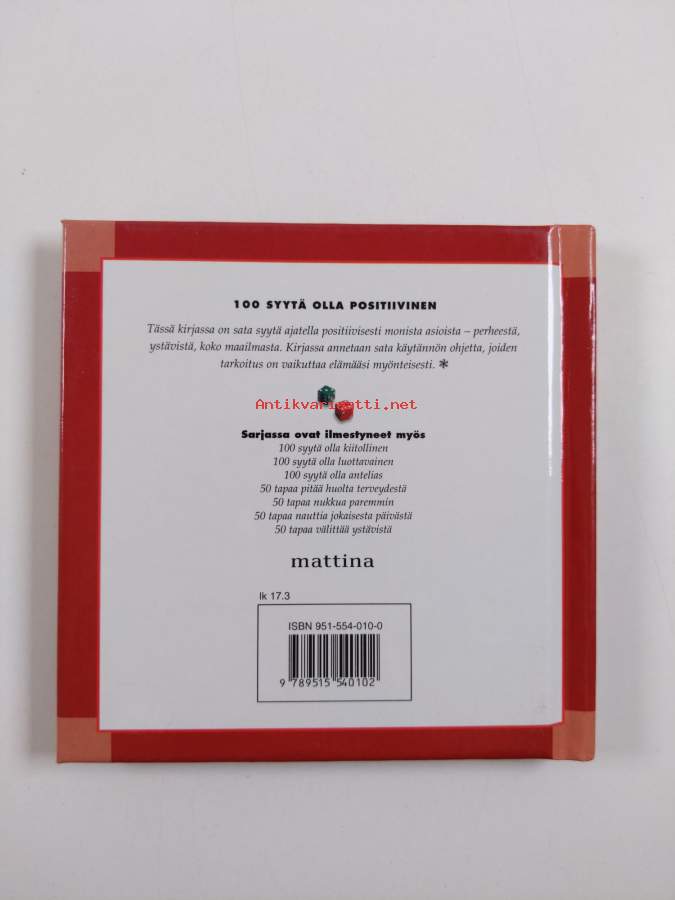 100 SYYTÄ OLLA POSITIIVINEN
Tässä kirjassa on sata syytä ajatella positiivisesti monista asioista – perheestä,
ystävistä, koko maailmasta. Kirjassa annetaan sata käytännön ohjetta, joiden
tarkoitus on vaikuttaa elämääsi myönteisesti. ✻
Antikvariaatti.net
Sarjassa ovat ilmestyneet myös
100 syytä olla kiitollinen
100 syytä olla luottavainen
100 syytä olla antelias
50 tapaa pitää huolta terveydestä
50 tapaa nukkua paremmin
50 tapaa nauttia jokaisesta päivästä
50 tapaa välittää ystävistä
mattina
lk 17.3
ISBN 951-554-010-0
9 789515 540102